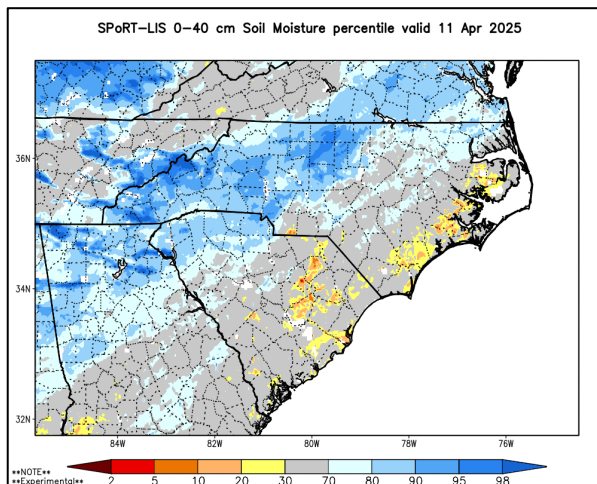 SPoRT-LIS 0-40 cm Soil Moisture percentile valid 11 Apr 2025
36N
34N
32N
84W 82W 80W 78W 76W
**NOTE**
**Experimental**
2 5 10 20 30 70 80 90 95 98